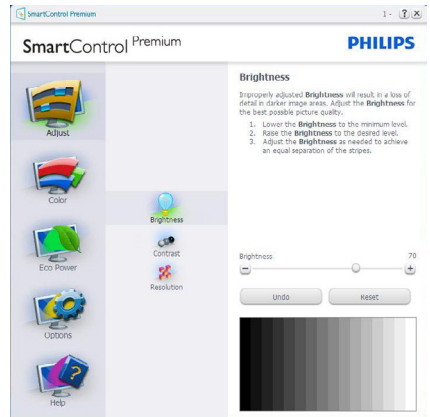 SmartControl Premium
1 -
SmartControl Premium
PHILIPS
Adjust
Color
Eco Power
Options
Help
Brightness
Contrast
Resolution
Brightness
Improperly adjusted Brightness will result in a loss of
detail in darker image areas. Adjust the Brightness for
the best possible picture quality.
1. Lower the Brightness to the minimum level.
2. Raise the Brightness to the desired level.
3. Adjust the Brightness as needed to achieve
an equal separation of the stripes.
Brightness 70
Undo Reset